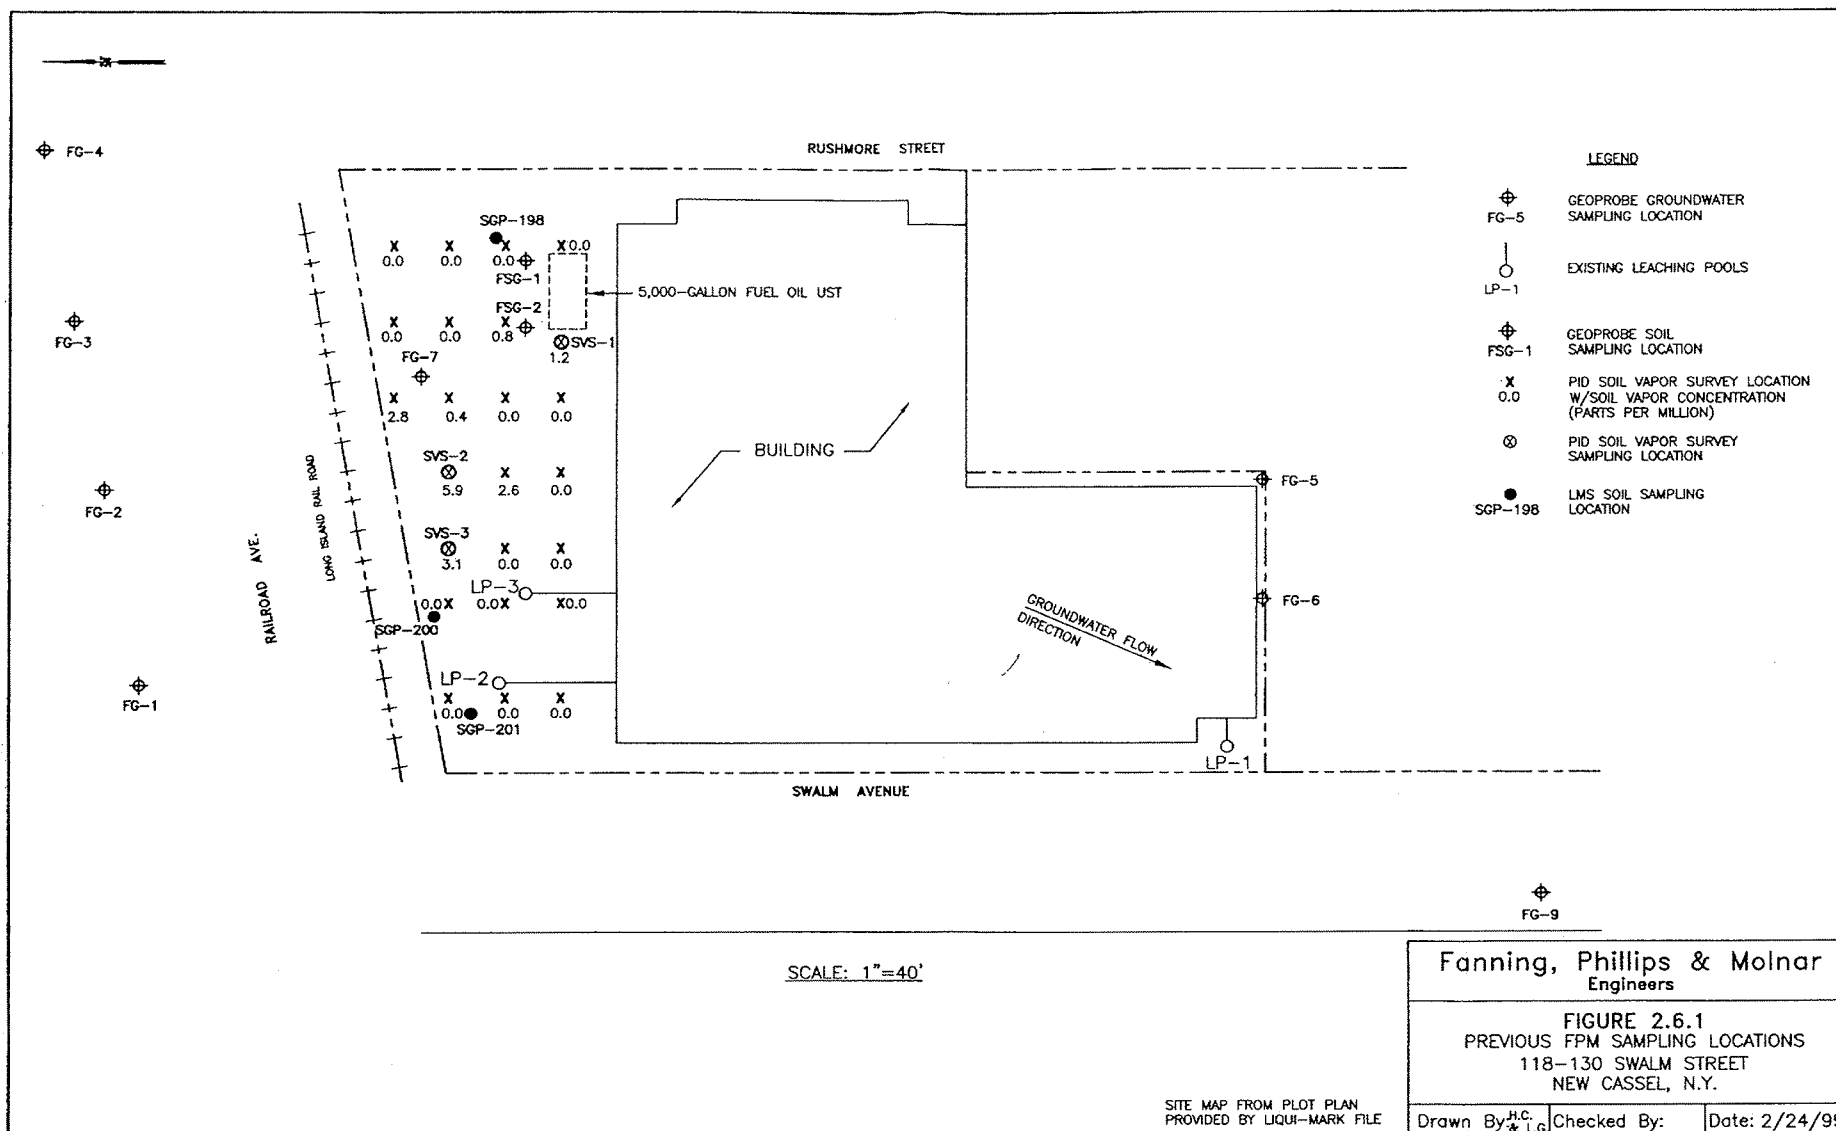 N
FG-4
RUSHMORE STREET
LEGEND
GEOPROBE GROUNDWATER
FG-5 SAMPLING LOCATION
EXISTING LEACHING POOLS
LP-1
GEOPROBE SOIL
FSG-1 SAMPLING LOCATION
X PID SOIL VAPOR SURVEY LOCATION
0.0 W/SOIL VAPOR CONCENTRATION
(PARTS PER MILLION)
PID SOIL VAPOR SURVEY
SAMPLING LOCATION
LMS SOIL SAMPLING
SGP-198 LOCATION
SGP-198
X X X X 0.0
0.0 0.0 0.0
FSG-1
5,000-GALLON FUEL OIL UST
FSG-2
X X X
0.0 0.0 0.8
SVS-1
1.2
FG-3
FG-7
X X X X
2.8 0.4 0.0 0.0
BUILDING
SVS-2
X X
5.9 2.6 0.0
FG-5
FG-2
LONG ISLAND RAIL ROAD
RAILROAD AVE.
SVS-3
X X
3.1 0.0 0.0
LP-3
0.0 X 0.0 X X 0.0
SGP-200
FG-6
GROUNDWATER FLOW
DIRECTION
LP-2
X X X
0.0 0.0 0.0
SGP-201
FG-1
LP-1
SWALM AVENUE
FG-9
SCALE: 1"=40'
Fanning, Phillips & Molnar
Engineers
FIGURE 2.6.1
PREVIOUS FPM SAMPLING LOCATIONS
118-130 SWALM STREET
NEW CASSEL, N.Y.
SITE MAP FROM PLOT PLAN
PROVIDED BY LIQUI-MARK FILE
Drawn By: H.C. & L.G. Checked By: Date: 2/24/95